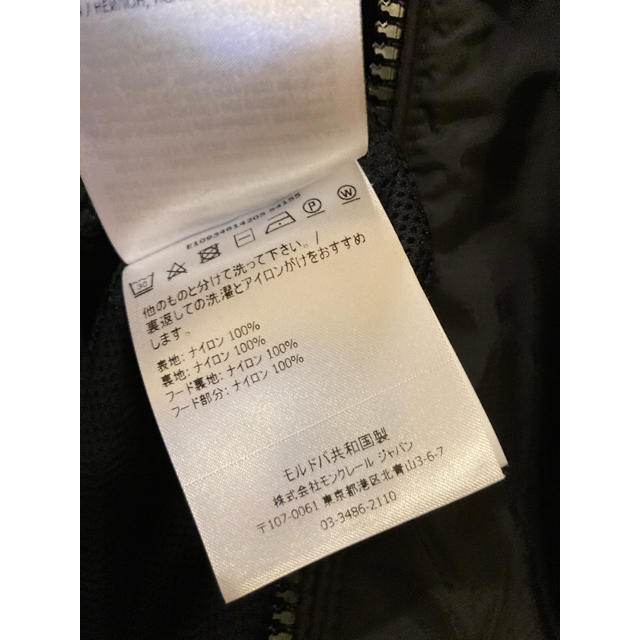 E10934814205 54155
30
P
W
他のものと分けて洗って下さい。/
裏返しての洗濯とアイロンがけをおすすめ
します。
表地: ナイロン 100%
裏地: ナイロン 100%
フード裏地: ナイロン 100%
フード部分: ナイロン 100%
モルドバ共和国製
株式会社モンクレール ジャパン
〒107-0061 東京都港区北青山3-6-7
03-3486-2110